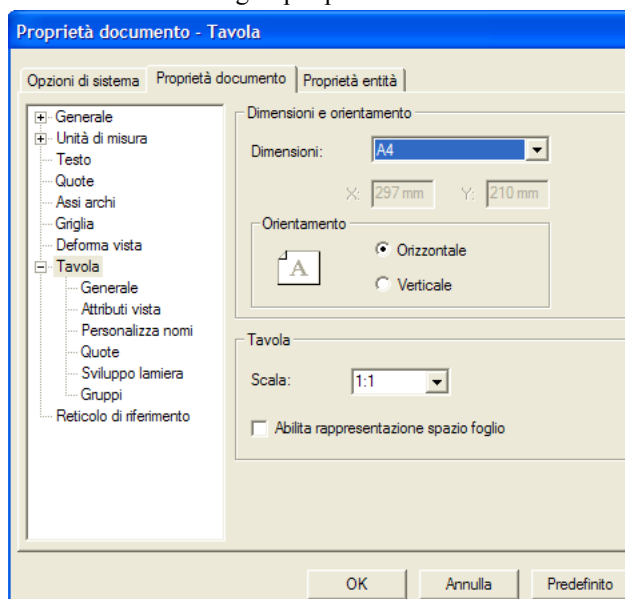 Proprietà documento - Tavola
Opzioni di sistema Proprietà documento Proprietà entità
Generale
Unità di misura
Testo
Quote
Assi archi
Griglia
Deforma vista
Tavola
Generale
Attributi vista
Personalizza nomi
Quote
Sviluppo lamiera
Gruppi
Reticolo di riferimento
Dimensioni e orientamento
Dimensioni: A4
X: 297 mm Y: 210 mm
Orientamento
A
Orizzontale
Verticale
Tavola
Scala: 1:1
Abilita rappresentazione spazio foglio
OK Annulla Predefinito